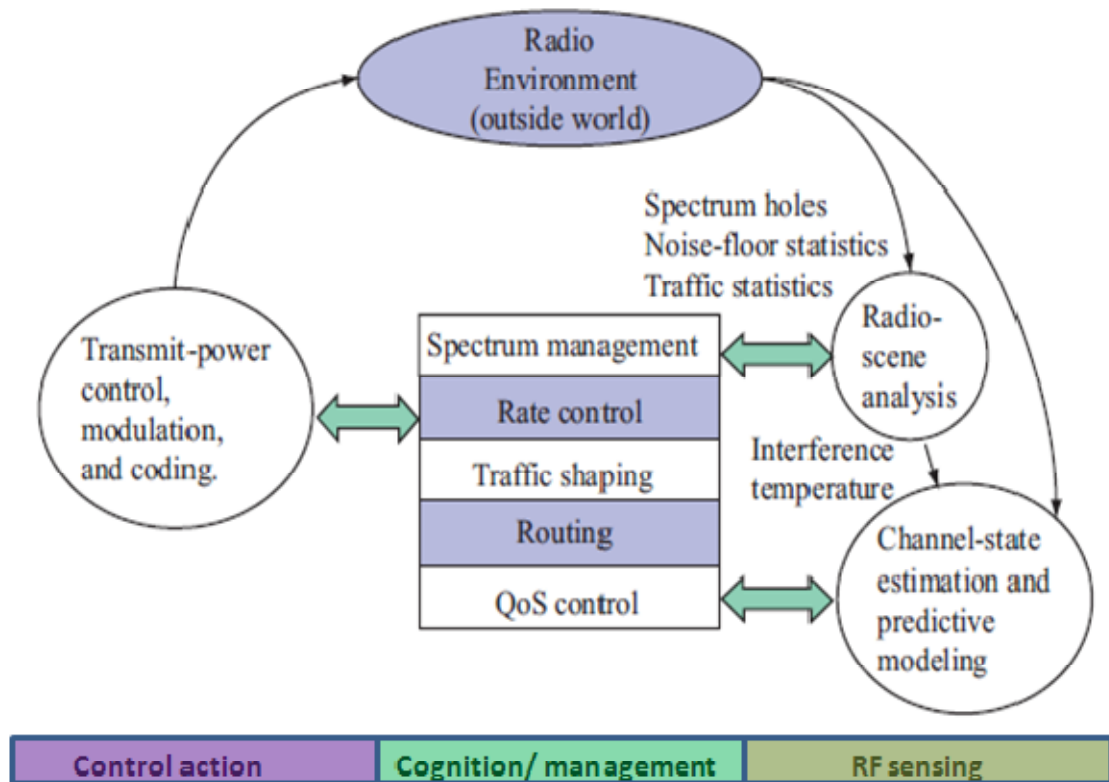 Radio
Environment
(outside world)
Spectrum holes
Noise-floor statistics
Traffic statistics
Radio-
scene
analysis
Transmit-power
control,
modulation,
and coding.
Spectrum management
Rate control
Traffic shaping
Routing
QoS control
Interference
temperature
Channel-state
estimation and
predictive
modeling
Control action
Cognition/ management
RF sensing